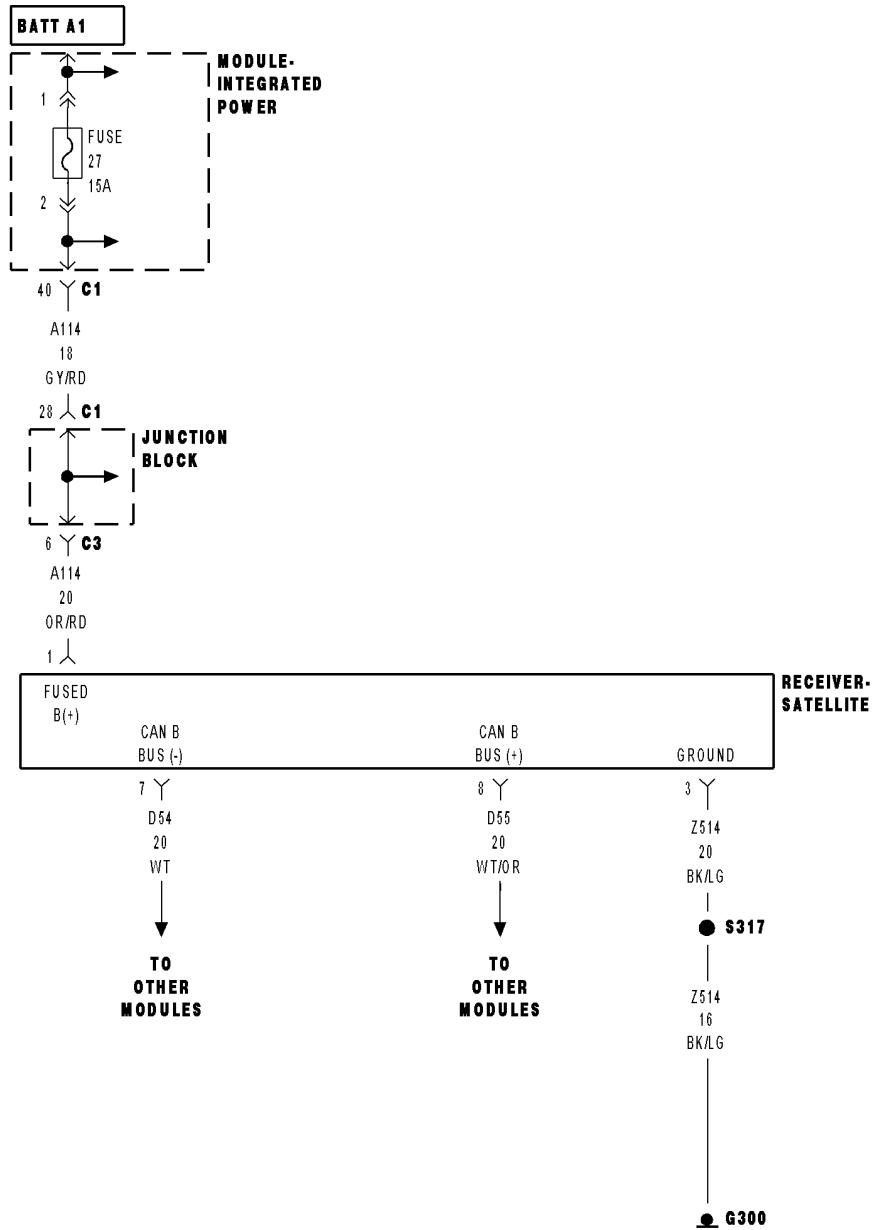 BATT A1
MODULE-
INTEGRATED
POWER
1
FUSE
27
15A
2
40 C1
A114
18
GY/RD
28 C1
JUNCTION
BLOCK
6 C3
A114
20
OR/RD
1
RECEIVER-
SATELLITE
FUSED
B(+)
CAN B
BUS (-)
CAN B
BUS (+)
GROUND
7
8
3
D54
20
WT
D55
20
WT/OR
Z514
20
BK/LG
S317
TO
OTHER
MODULES
TO
OTHER
MODULES
Z514
16
BK/LG
G300